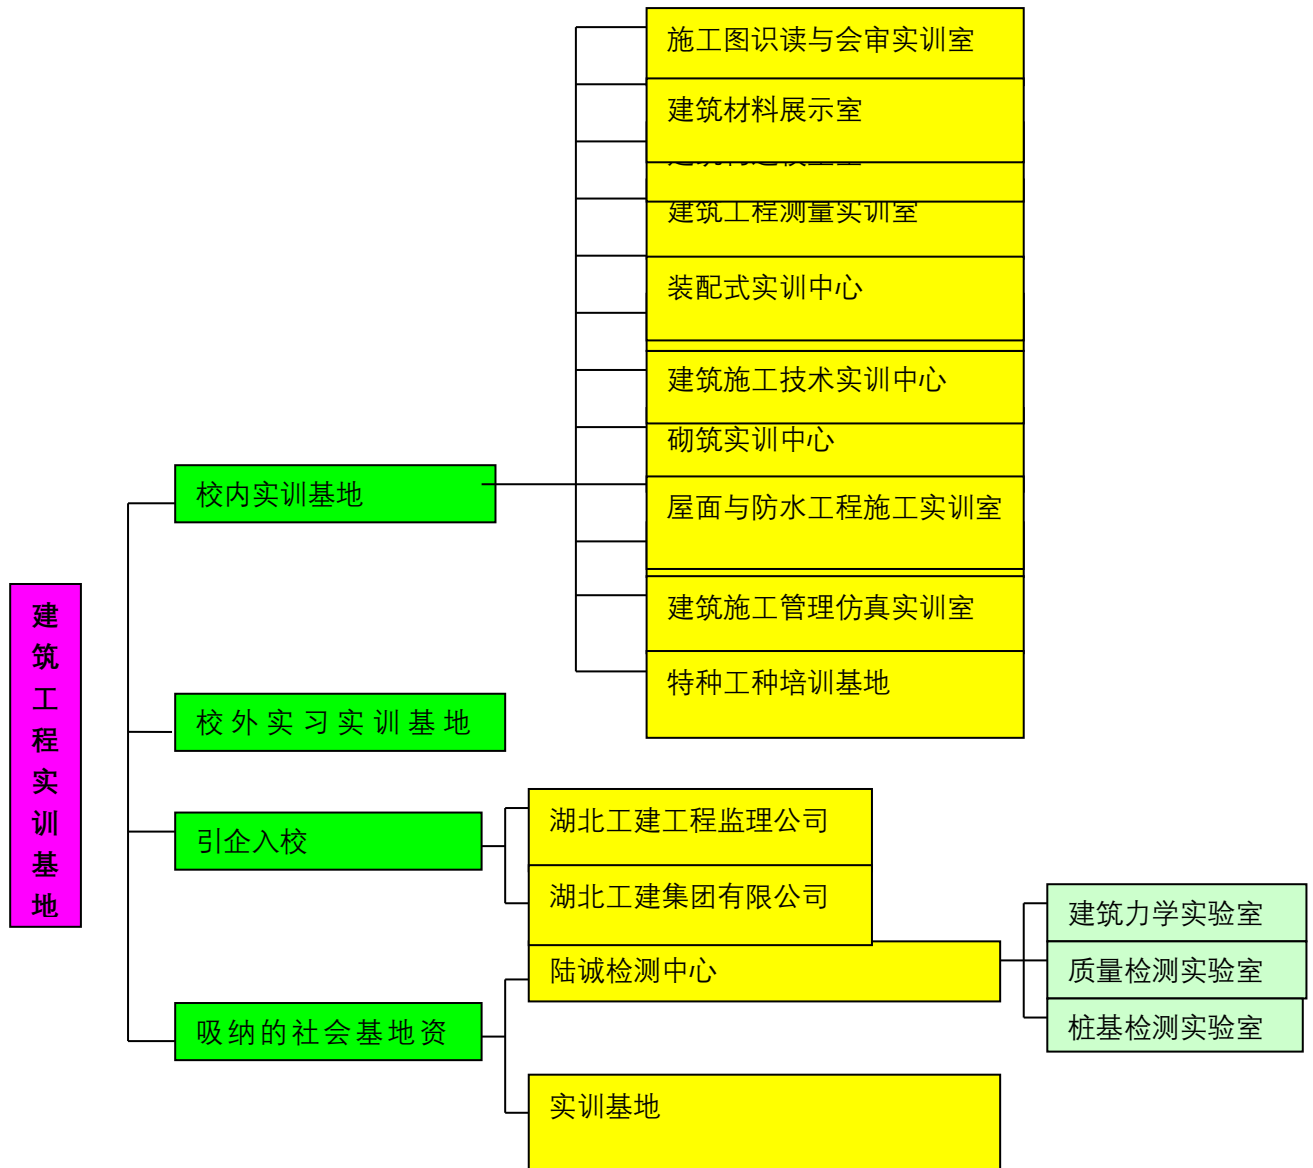 施工图识读与会审实训室
建筑材料展示室
建筑工程测量实训室
装配式实训中心
建筑施工技术实训中心
砌筑实训中心
校内实训基地
屋面与防水工程施工实训室
建筑施工管理仿真实训室
特种工种培训基地
建筑工程实训基地
校外实习实训基地
湖北工建工程监理公司
引企入校
湖北工建集团有限公司
陆诚检测中心
建筑力学实验室
质量检测实验室
桩基检测实验室
吸纳的社会基地资
实训基地